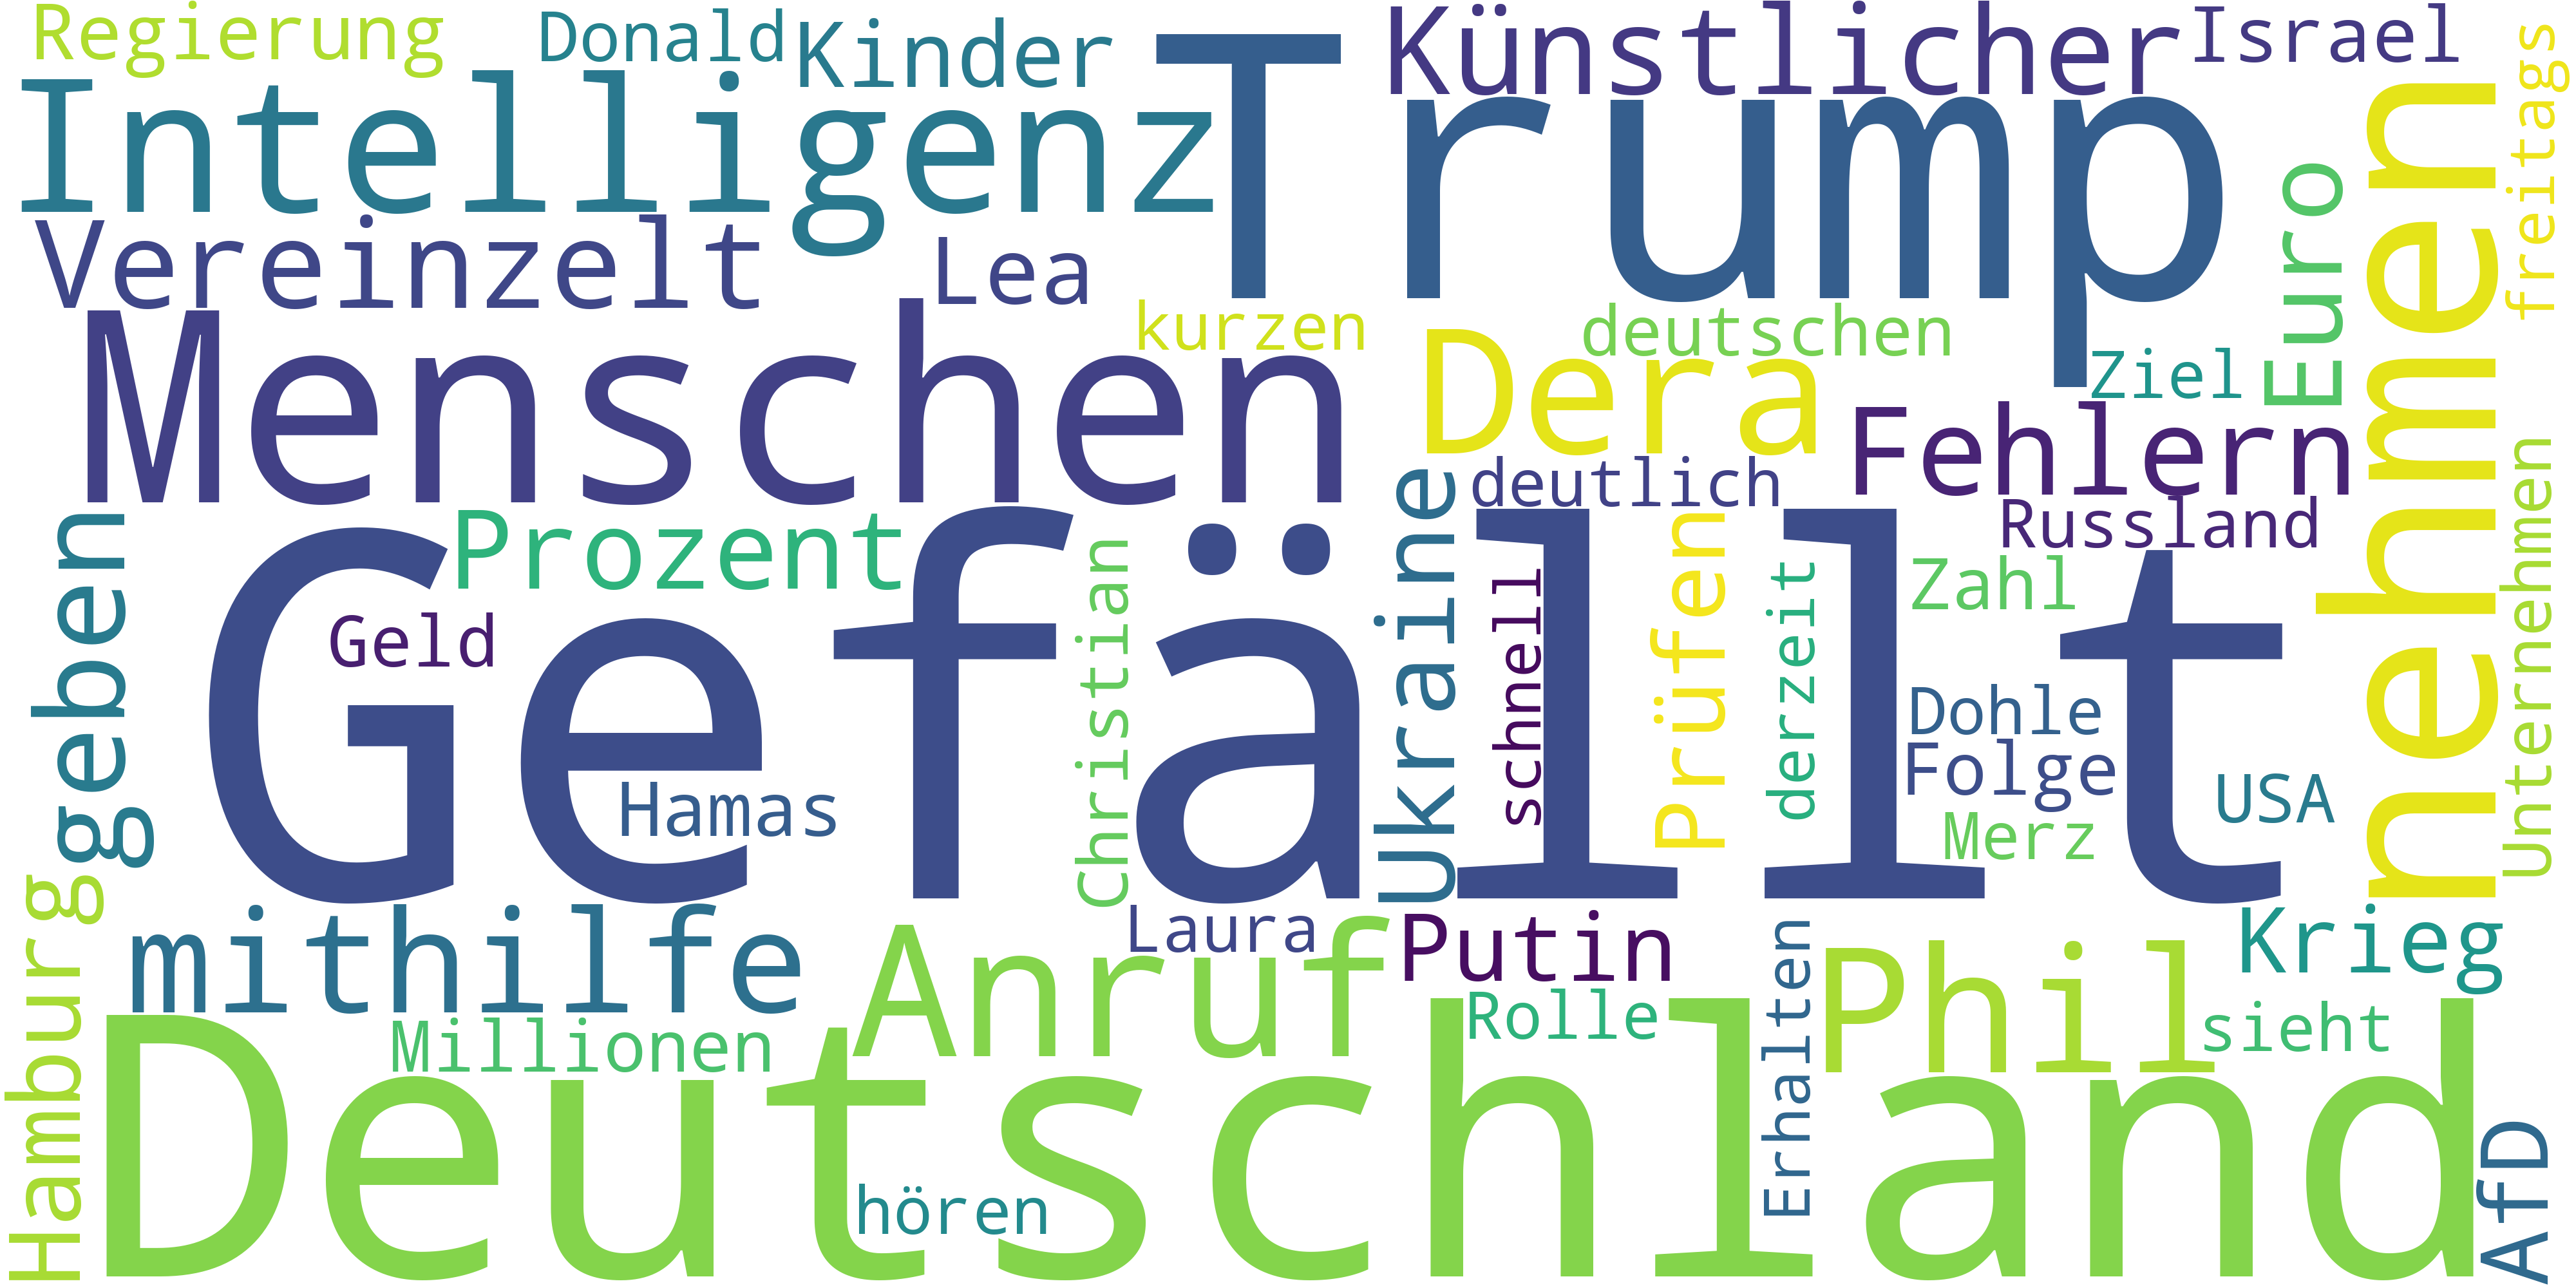 Regierung
Donald
Kinder
Trump
Künstlicher
Israel
freitags
Intelligenz
nehmen
Vereinzelt
Lea
Euro
Menschen
kurzen
deutschen
Dera
Ziel
Fehlern
deutlich
Russland
Unternehmen
geben
Prozent
Gefällt
Christian
Ukraine
schnell
Prüfen
derzeit
Zahl
Geld
Dohle
Folge
Hamas
USA
Merz
Hamburg
mithilfe
Anruf
Laura
Putin
Erhalten
Phil
Krieg
Millionen
Rolle
sieht
Deutschland
hören
AfD